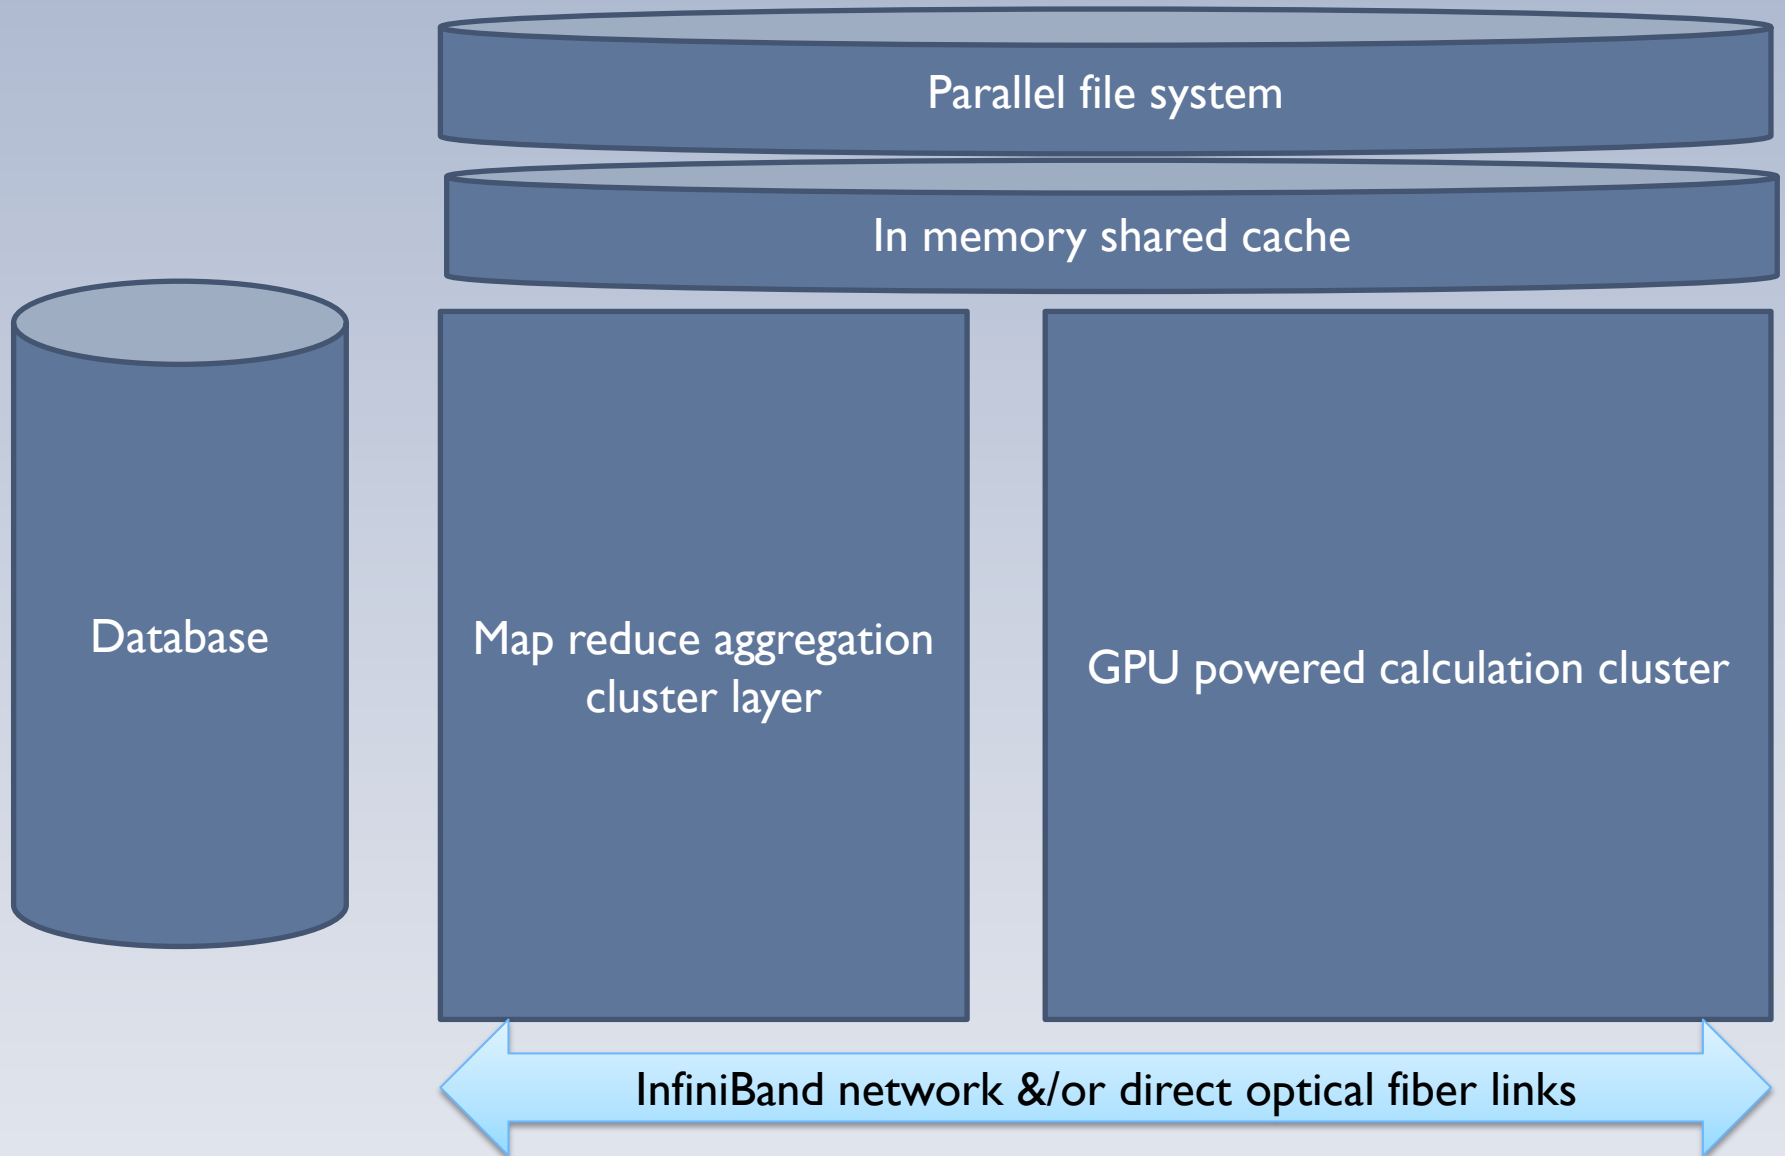 Parallel file system
In memory shared cache
Database
Map reduce aggregation
cluster layer
GPU powered calculation cluster
InfiniBand network &/or direct optical fiber links